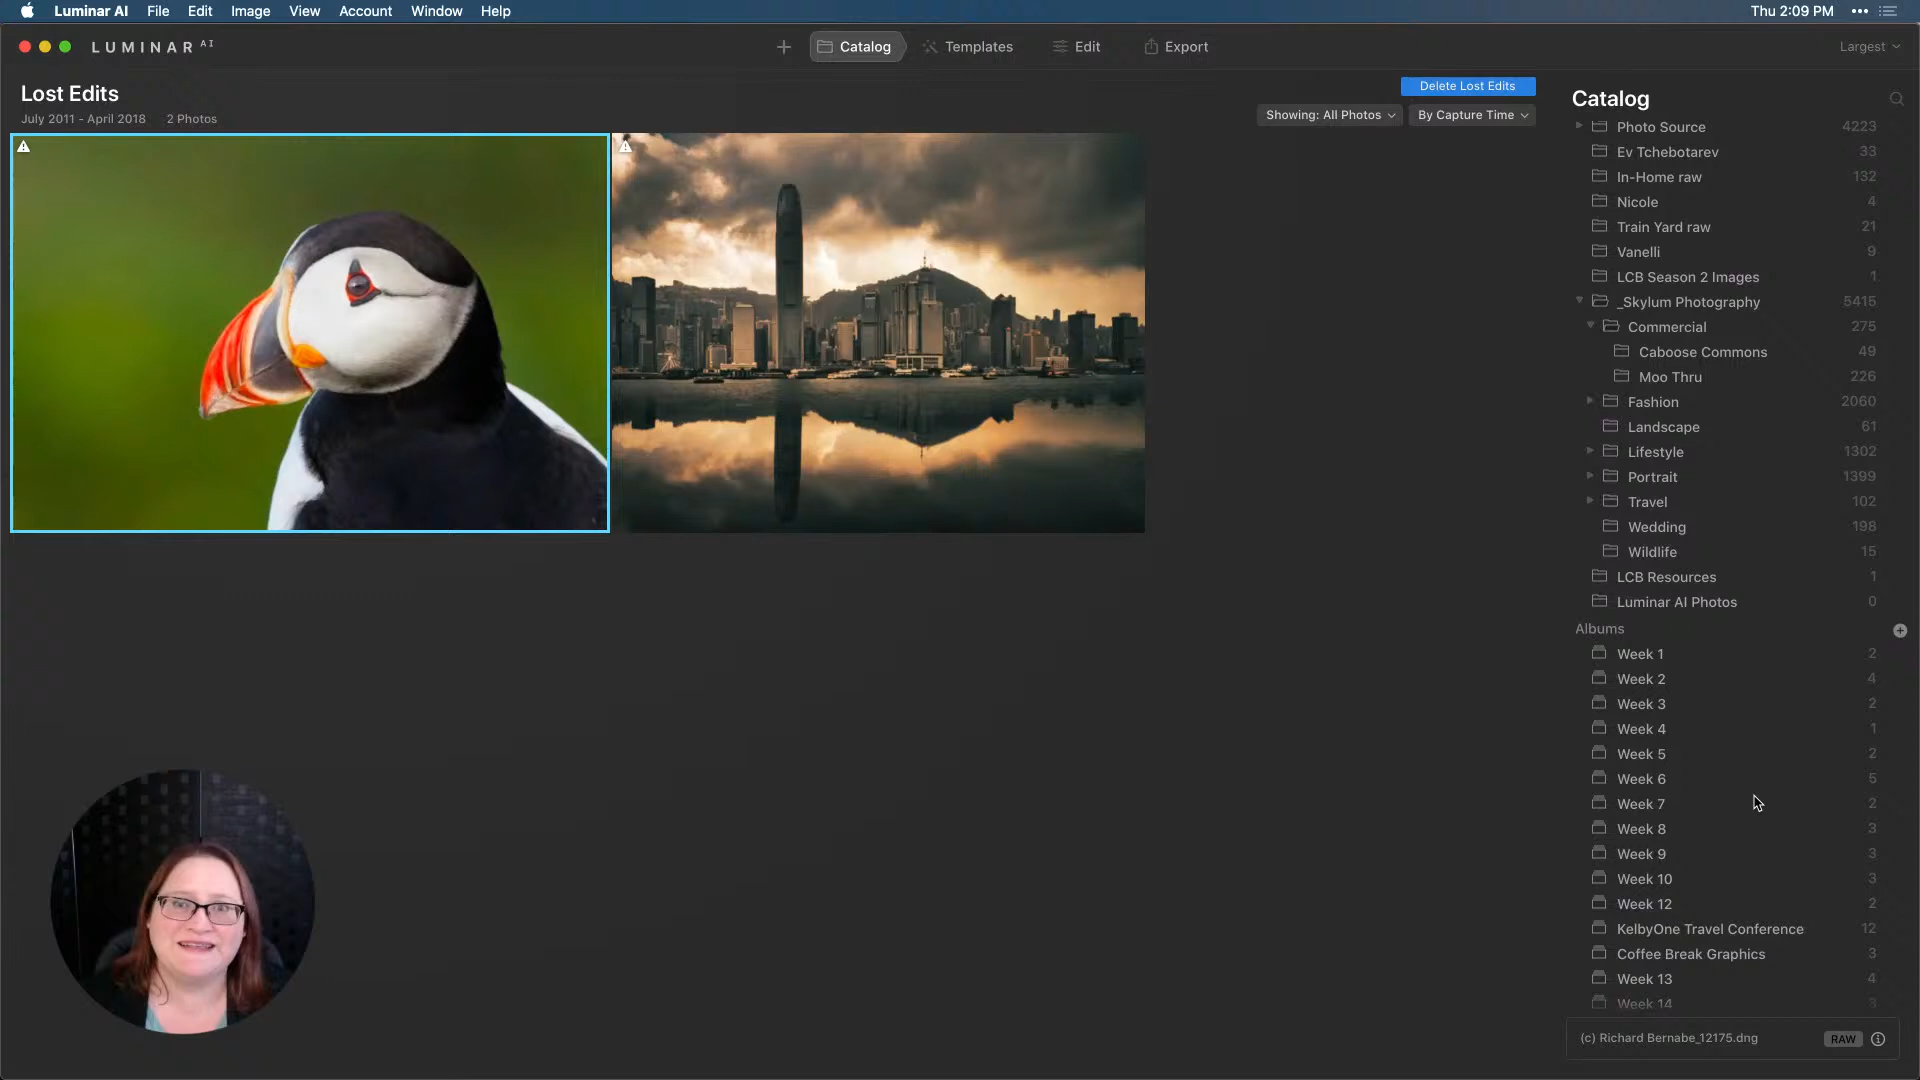 Luminar AI File Edit Image View Account Window Help Thu 2:09 PM
LUMINAR AI
Catalog Templates Edit Export Largest
Lost Edits
July 2011 - April 2018 2 Photos
Delete Lost Edits
Showing: All Photos By Capture Time
Catalog
Photo Source 4223
Ev Tchebotarev 33
In-Home raw 132
Nicole 4
Train Yard raw 21
Vanelli 9
LCB Season 2 Images 1
_Skylum Photography 5415
Commercial 275
Caboose Commons 49
Moo Thru 226
Fashion 2060
Landscape 61
Lifestyle 1302
Portrait 1399
Travel 102
Wedding 198
Wildlife 15
LCB Resources 1
Luminar AI Photos 0
Albums
Week 1 2
Week 2 4
Week 3 2
Week 4 1
Week 5 2
Week 6 5
Week 7 2
Week 8 3
Week 9 3
Week 10 3
Week 12 2
KelbyOne Travel Conference 12
Coffee Break Graphics 3
Week 13 4
Week 14 3
(c) Richard Bernabe_12175.dng RAW